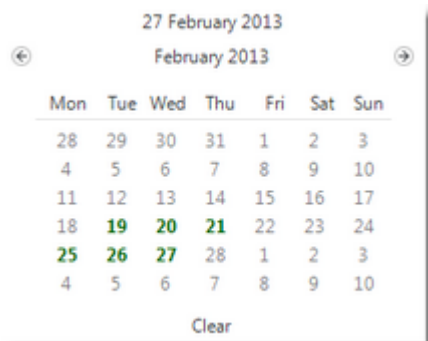 27 February 2013
February 2013
Mon Tue Wed Thu Fri Sat Sun
28 29 30 31 1 2 3
4 5 6 7 8 9 10
11 12 13 14 15 16 17
18 19 20 21 22 23 24
25 26 27 28 1 2 3
4 5 6 7 8 9 10
Clear